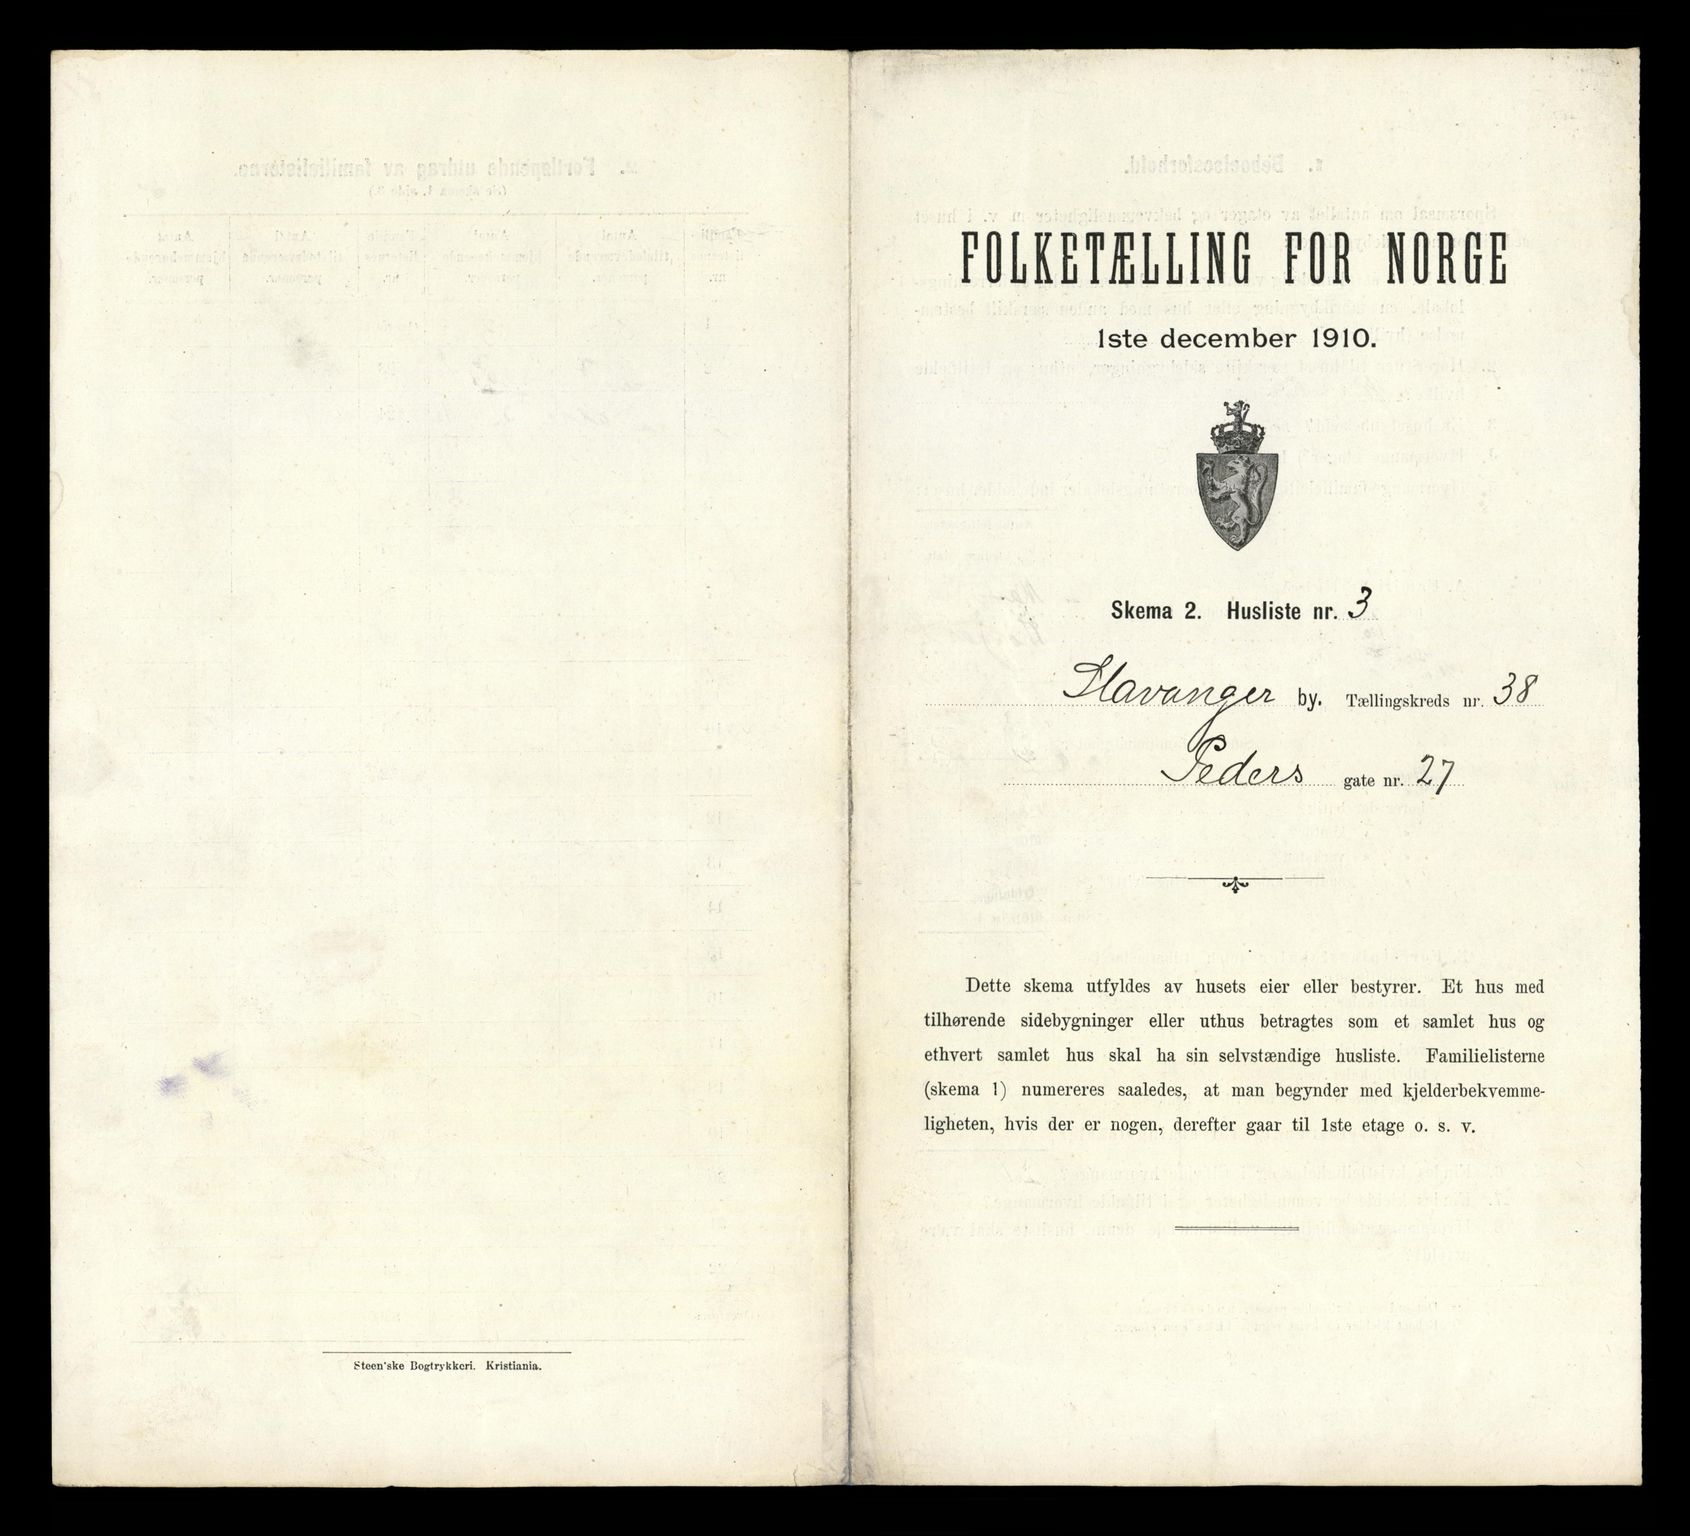 FOLKETÆLLING FOR NORGE
1ste december 1910.
Skema 2. Husliste nr. 3
Stavanger by. Tællingskreds nr. 38
Peders gate nr. 27
Dette skema utfyldes av husets eier eller bestyrer. Et hus med
tilhørende sidebygninger eller uthus betragtes som et samlet hus og
ethvert samlet hus skal ha sin selvstændige husliste. Familielisterne
(skema 1) numereres saaledes, at man begynder med kjelderbekvemme-
ligheten, hvis der er nogen, derefter gaar til 1ste etage o. s. v.
Steen'ske Bogtrykkeri. Kristiania.